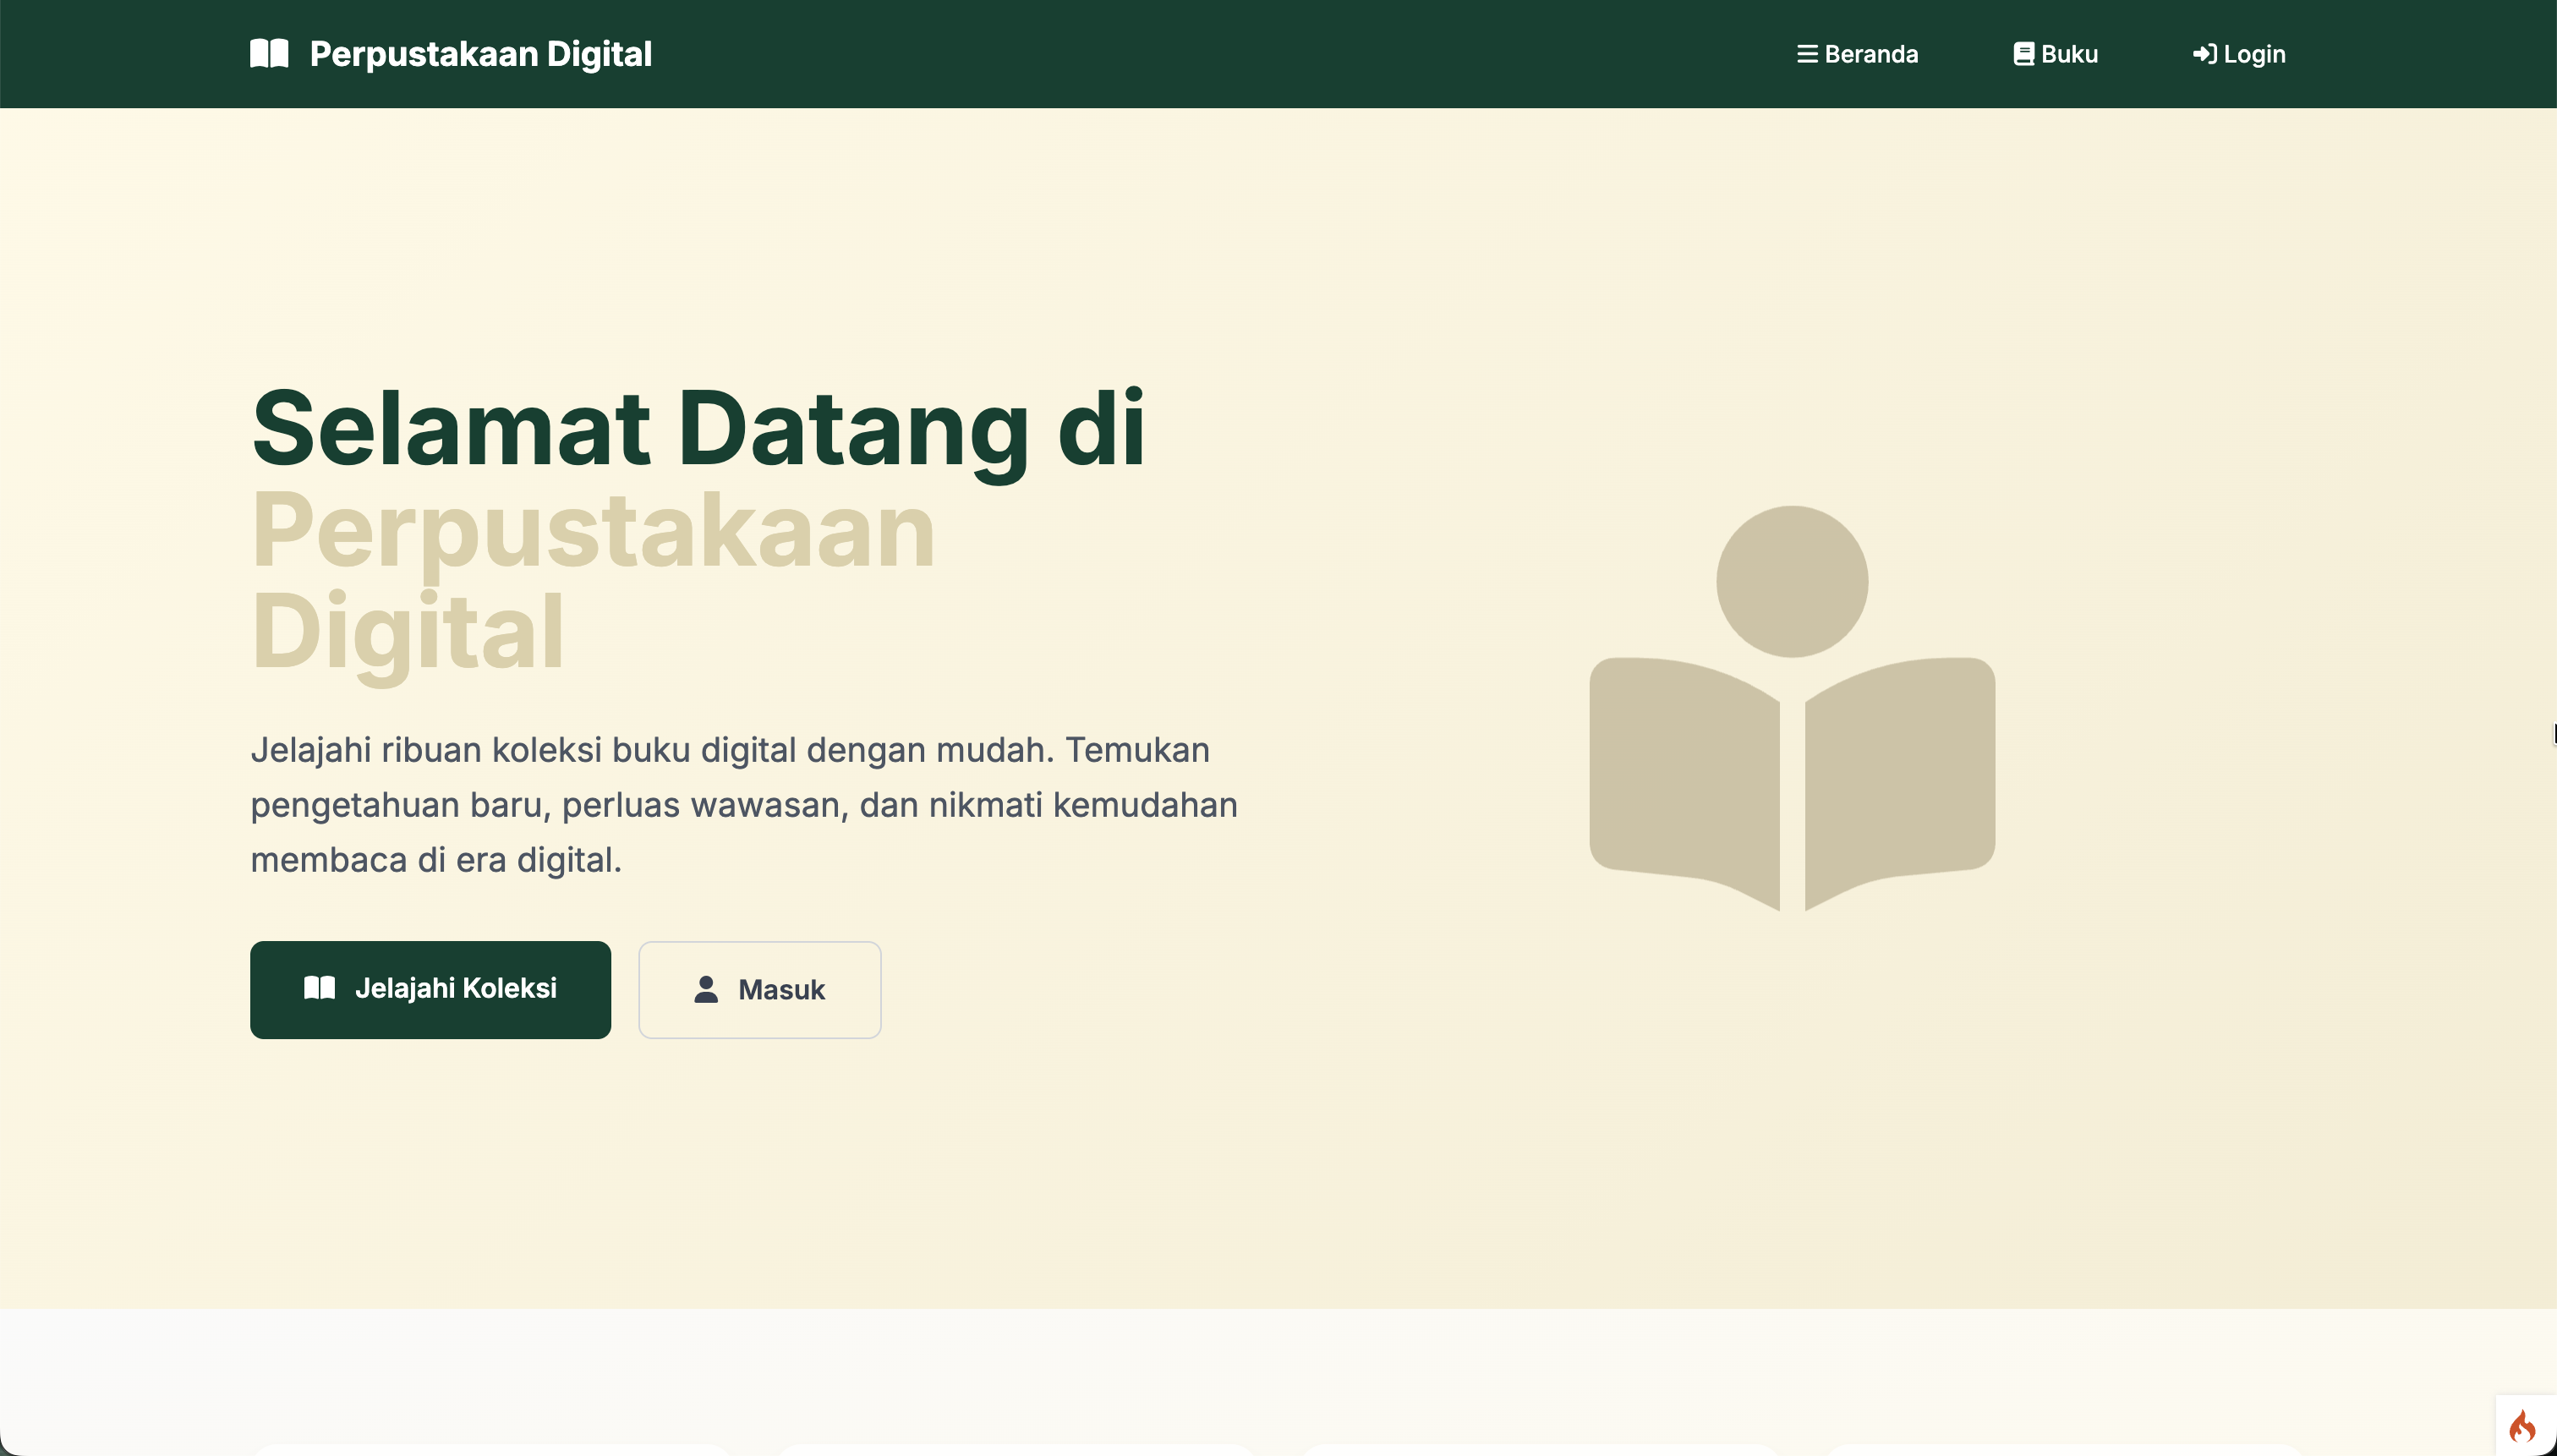 Perpustakaan Digital
Beranda
Buku
Login
Selamat Datang di
Perpustakaan
Digital
Jelajahi ribuan koleksi buku digital dengan mudah. Temukan
pengetahuan baru, perluas wawasan, dan nikmati kemudahan
membaca di era digital.
Jelajahi Koleksi
Masuk